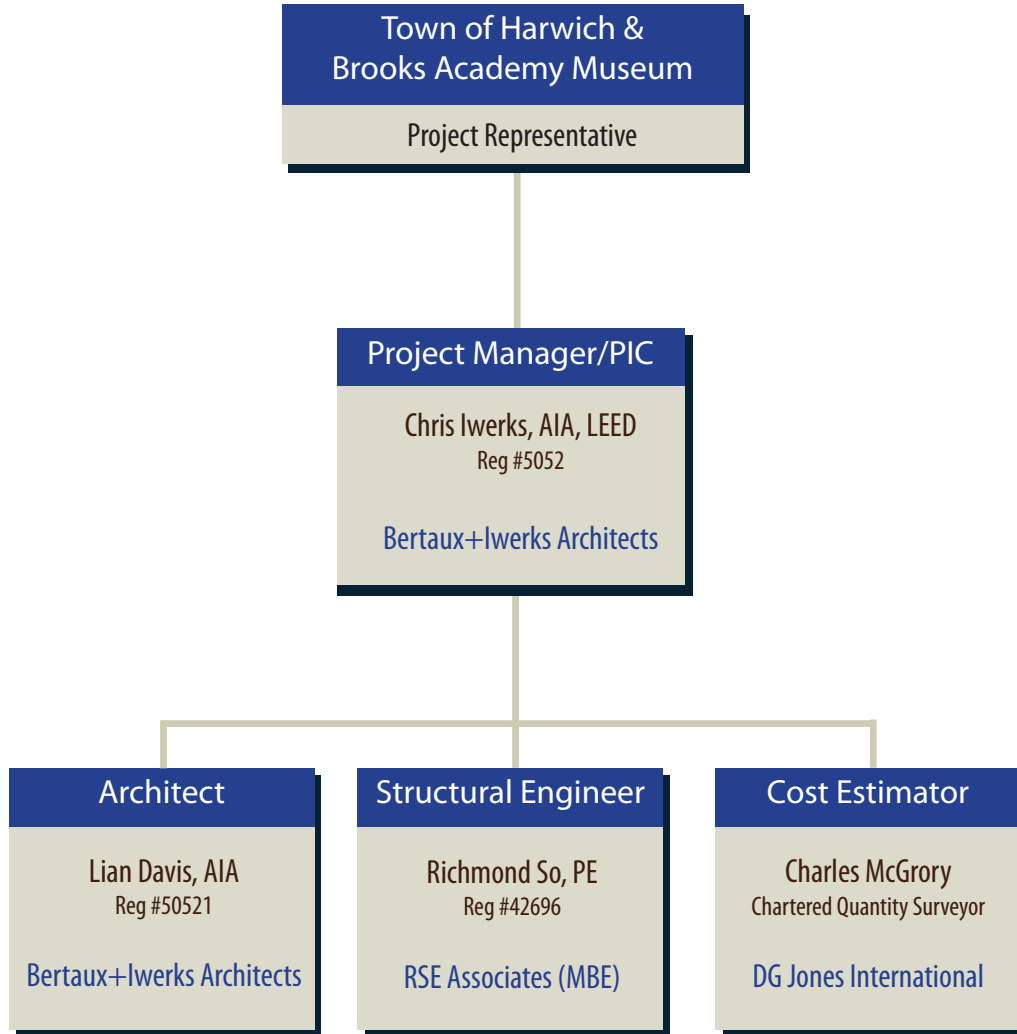 Town of Harwich &
Brooks Academy Museum
Project Representative
Project Manager/PIC
Chris Iwerks, AIA, LEED
Reg #5052
Bertaux+Iwerks Architects
Architect
Lian Davis, AIA
Reg #50521
Bertaux+Iwerks Architects
Structural Engineer
Richmond So, PE
Reg #42696
RSE Associates (MBE)
Cost Estimator
Charles McGrory
Chartered Quantity Surveyor
DG Jones International